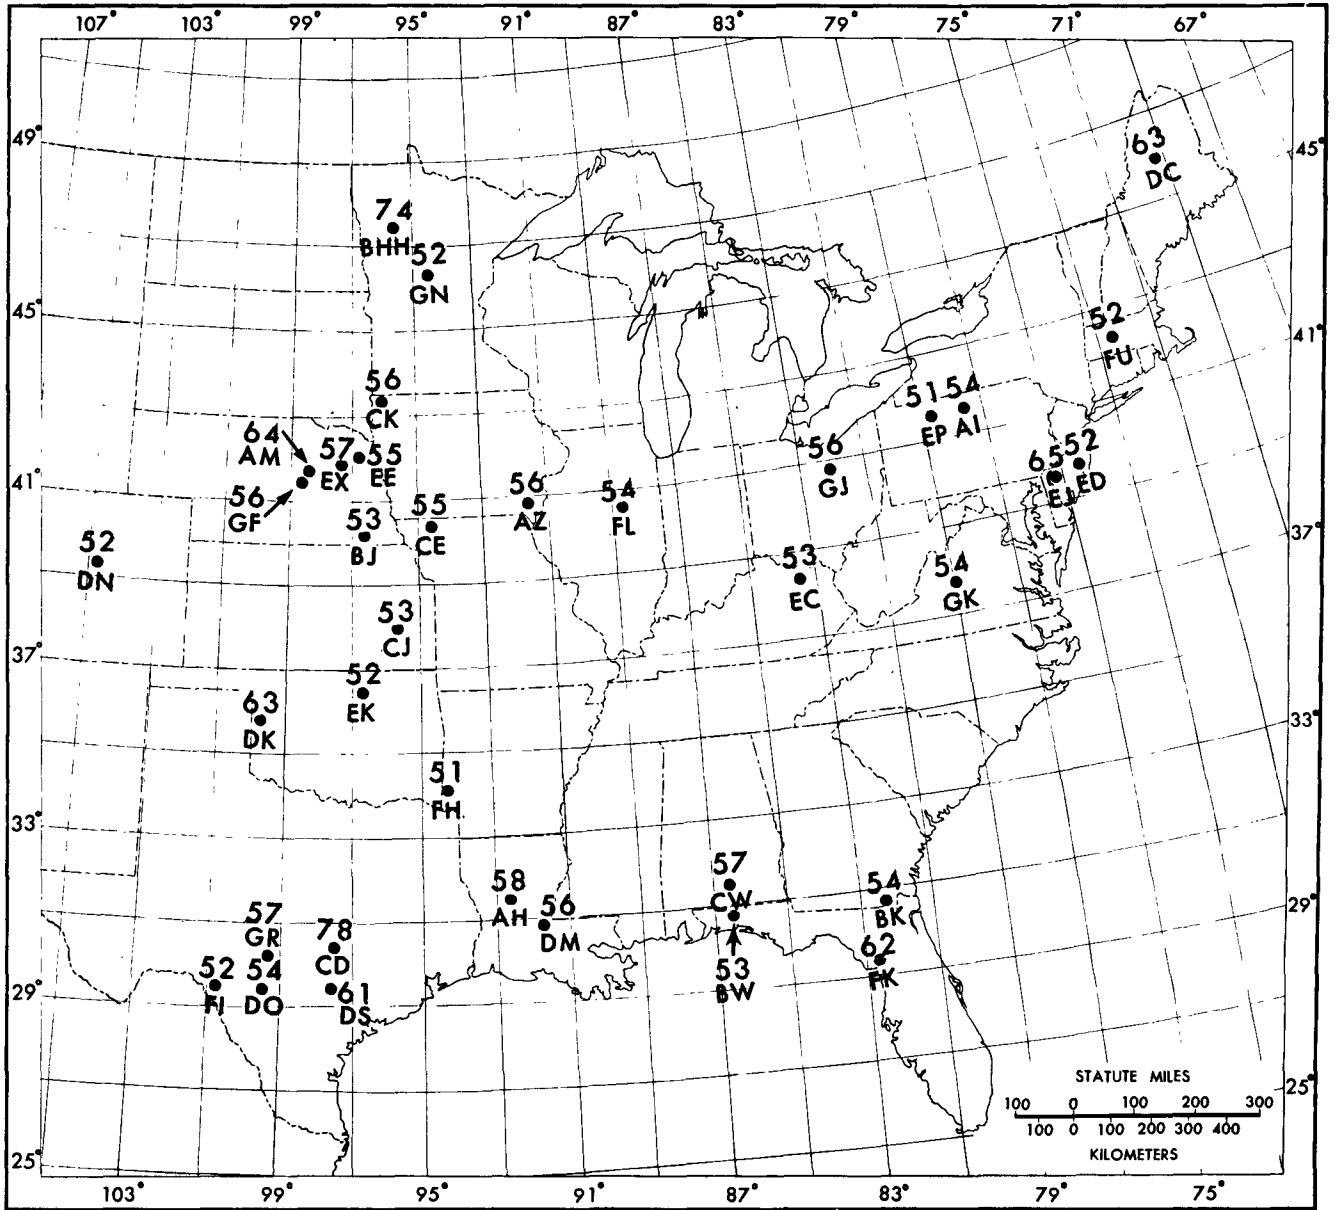 107° 103° 99° 95° 91° 87° 83° 79° 75° 71° 67°
49°
45°
63
DC
74
BHH
52
GN
45°
52
FU
41°
56
CK
51
EP
54
AI
64
AM
57
EX
55
EE
56
GJ
52
ED
65
EJ
41°
56
GF
56
AZ
54
FL
55
CE
53
BJ
37°
52
DN
53
EC
54
GK
53
CJ
37°
52
EK
63
DK
33°
51
FH
33°
57
CW
58
AH
56
DM
54
BK
29°
57
GR
78
CD
62
FK
53
BW
52
FI
54
DO
61
DS
29°
STATUTE MILES
100 0 100 200 300
100 0 100 200 300 400
KILOMETERS
25°
25°
103° 99° 95° 91° 87° 83° 79° 75°